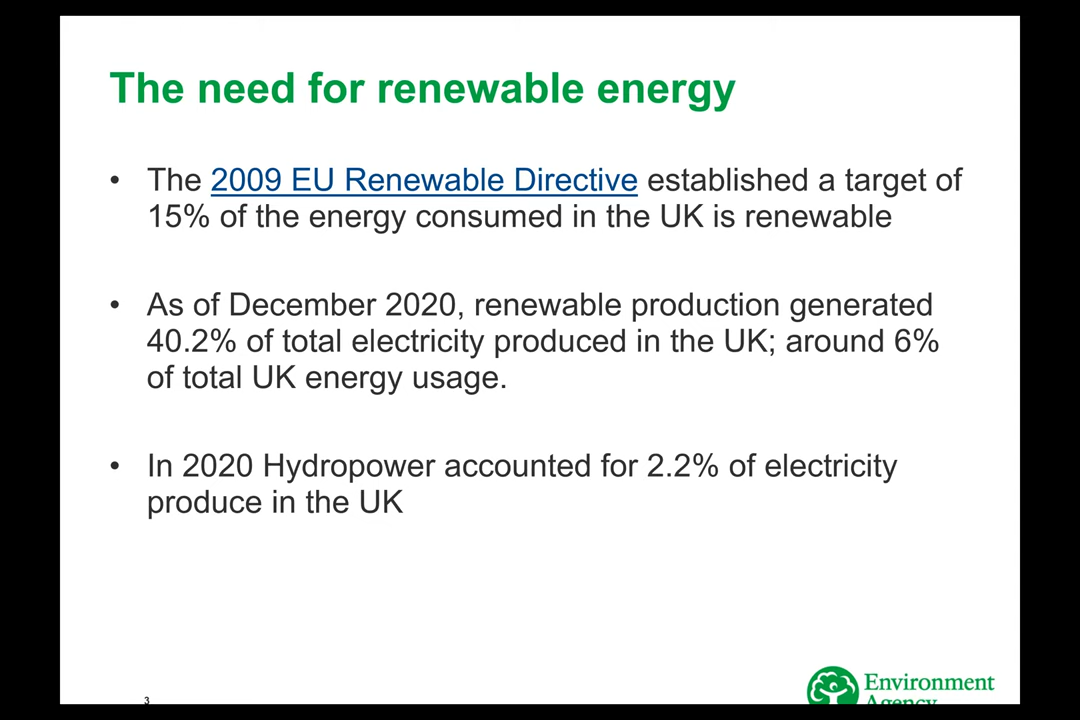 The need for renewable energy
• The 2009 EU Renewable Directive established a target of
15% of the energy consumed in the UK is renewable
• As of December 2020, renewable production generated
40.2% of total electricity produced in the UK; around 6%
of total UK energy usage.
• In 2020 Hydropower accounted for 2.2% of electricity
produce in the UK
3
Environment
Agency